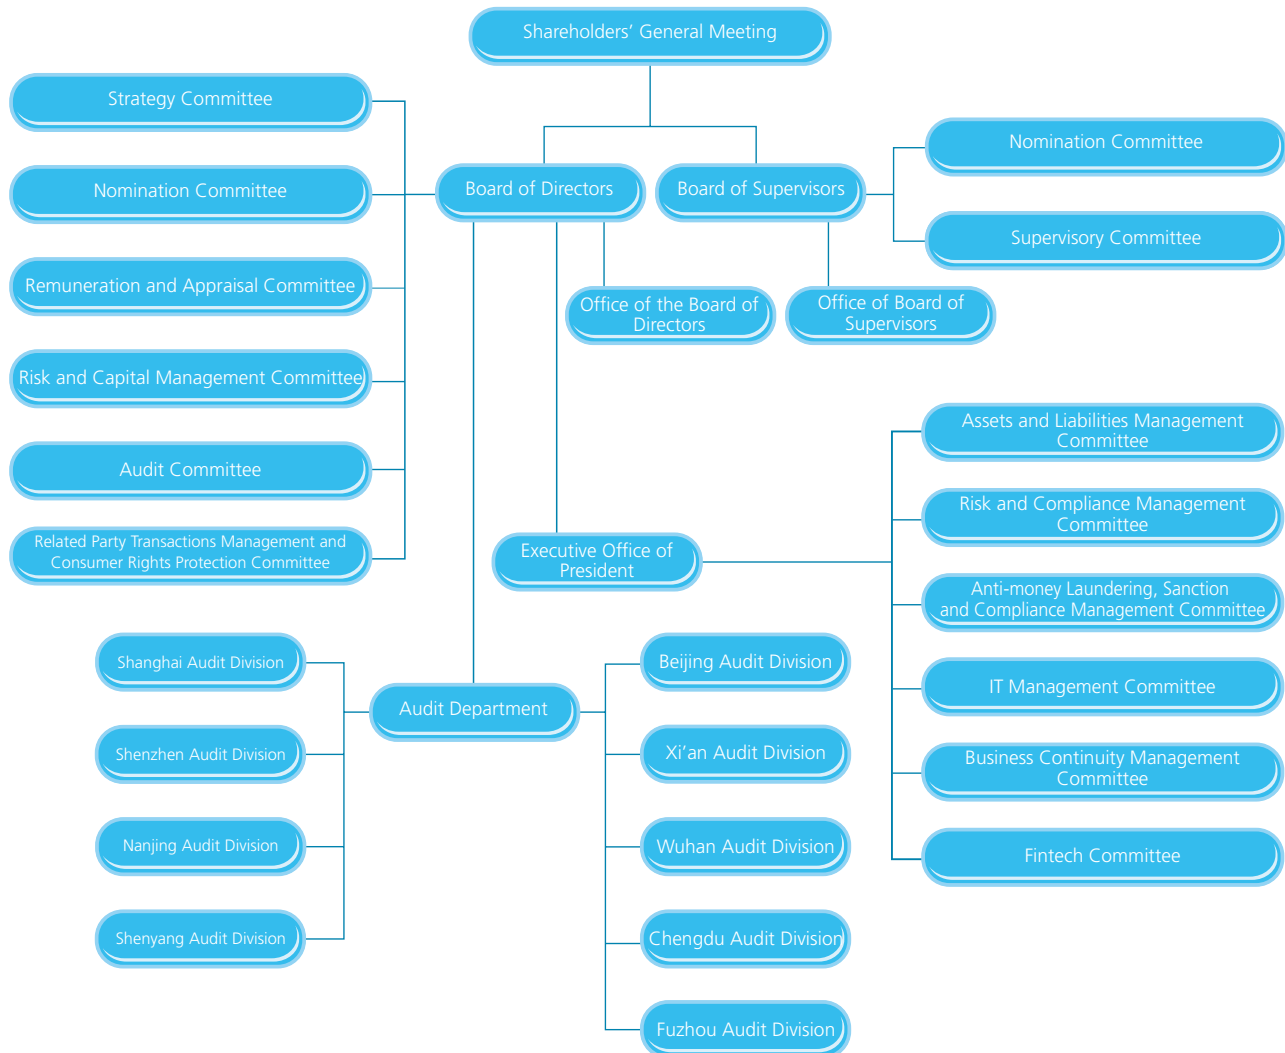 Shareholders’ General Meeting
Strategy Committee
Nomination Committee
Remuneration and Appraisal Committee
Risk and Capital Management Committee
Audit Committee
Related Party Transactions Management and
Consumer Rights Protection Committee
Board of Directors
Board of Supervisors
Nomination Committee
Supervisory Committee
Office of the Board of
Directors
Office of Board of
Supervisors
Executive Office of
President
Assets and Liabilities Management
Committee
Risk and Compliance Management
Committee
Anti-money Laundering, Sanction
and Compliance Management Committee
IT Management Committee
Business Continuity Management
Committee
Fintech Committee
Shanghai Audit Division
Shenzhen Audit Division
Nanjing Audit Division
Shenyang Audit Division
Audit Department
Beijing Audit Division
Xi’an Audit Division
Wuhan Audit Division
Chengdu Audit Division
Fuzhou Audit Division